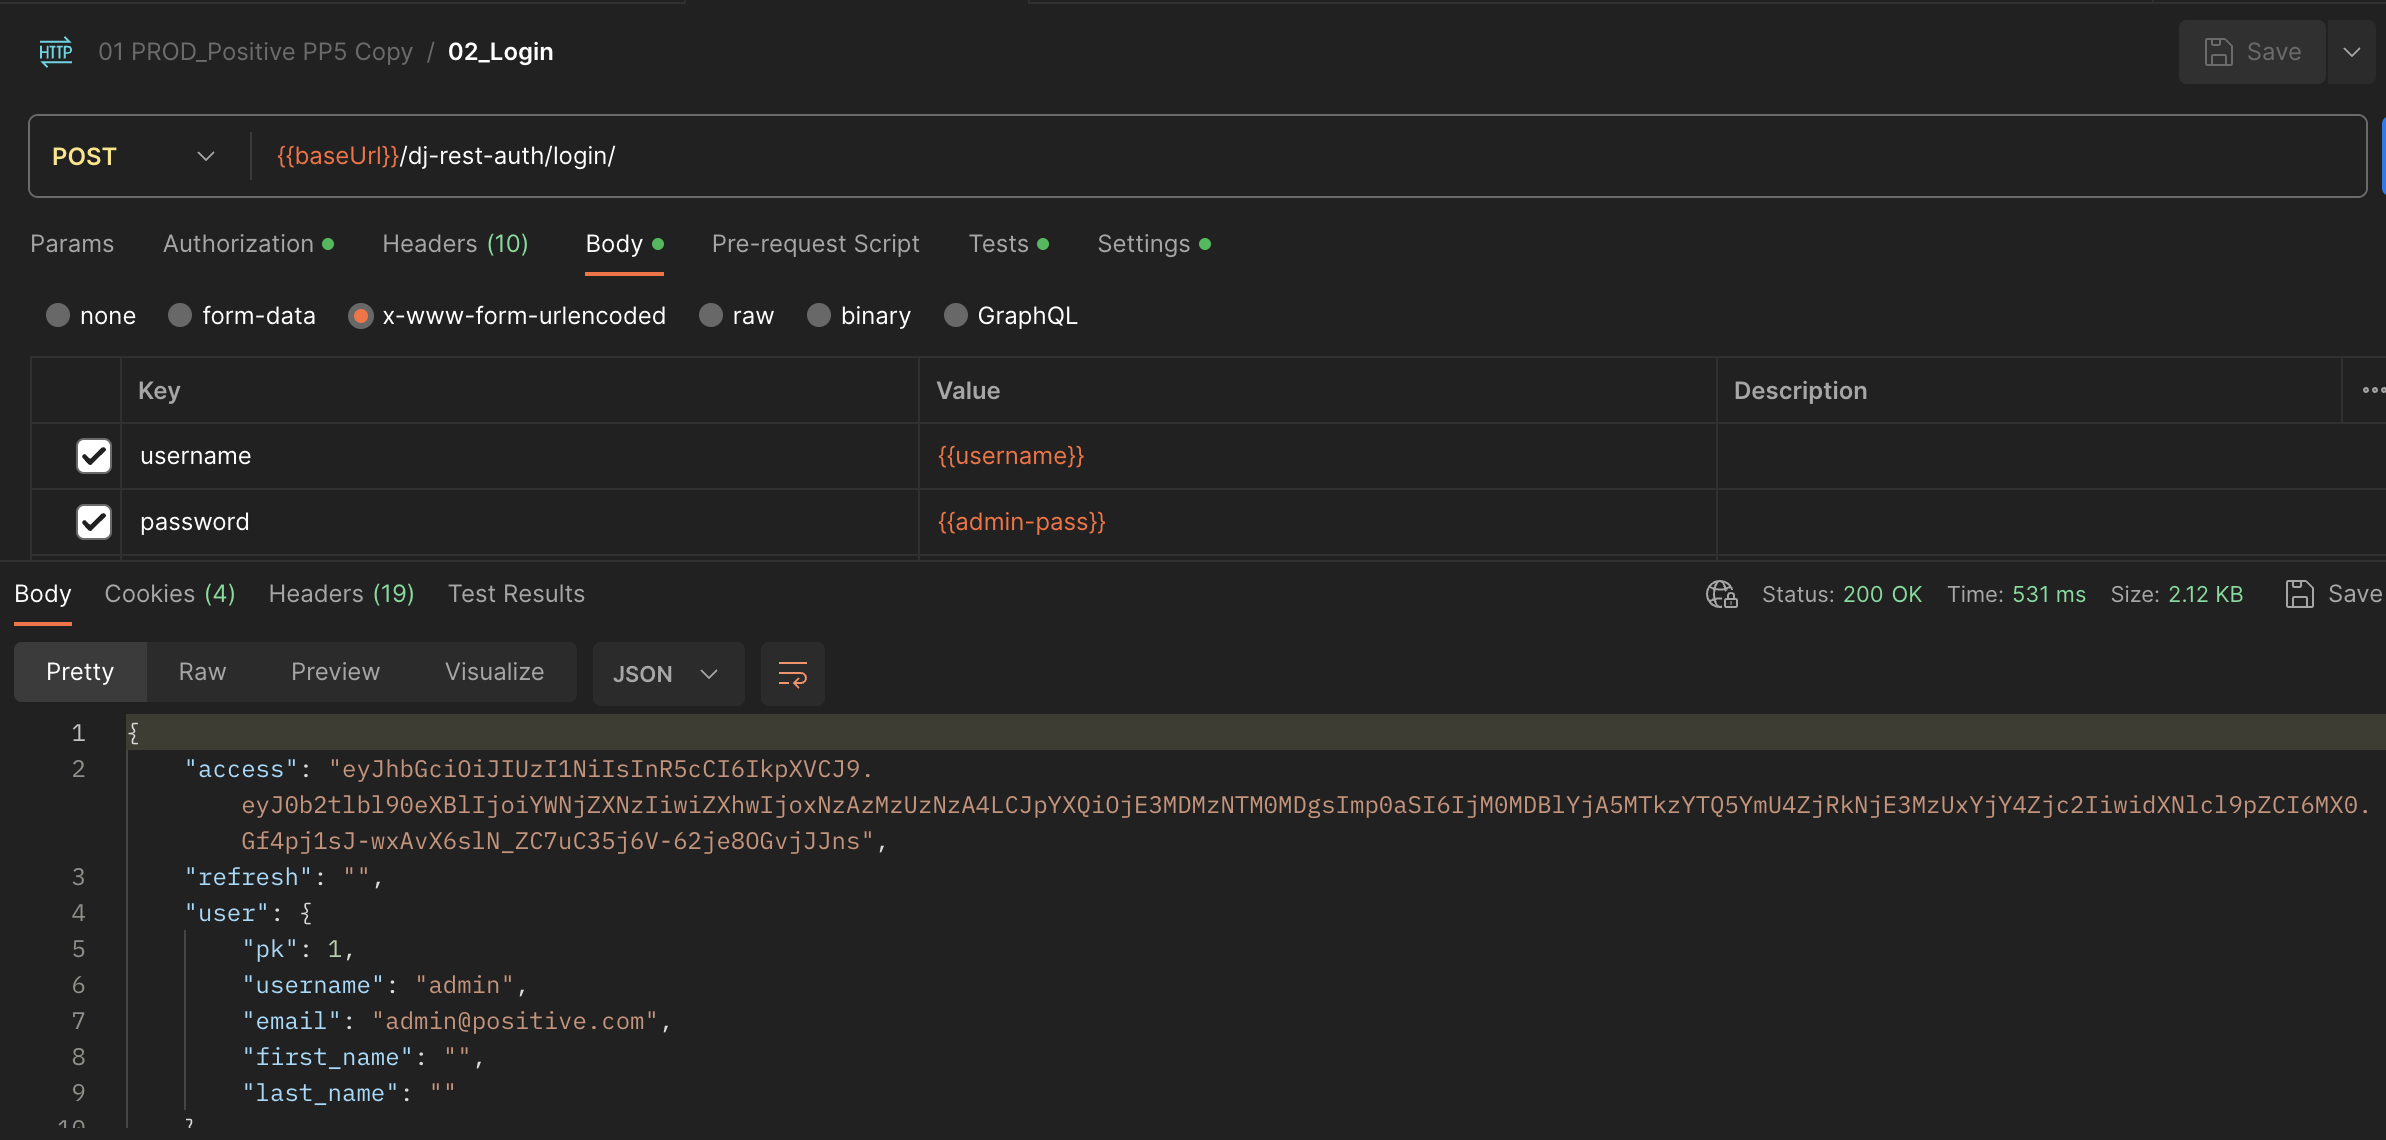 HTTP 01 PROD_Positive PP5 Copy / 02_Login Save
POST {{baseUrl}}/dj-rest-auth/login/
Params Authorization Headers (10) Body Pre-request Script Tests Settings
none form-data x-www-form-urlencoded raw binary GraphQL
Key Value Description
username {{username}}
password {{admin-pass}}
Body Cookies (4) Headers (19) Test Results Status: 200 OK Time: 531 ms Size: 2.12 KB Save
Pretty Raw Preview Visualize JSON
1 {
2 "access": "eyJhbGciOiJIUzI1NiIsInR5cCI6IkpXVCJ9.
eyJ0b2tlbl90eXBlIjoiYWNjZXNzIiwiZXhwIjoxNzAzMzUzNzA4LCJpYXQiOjE3MDMzNTM0MDgsImp0aSI6IjM0MDBlYjA5MTkzYTQ5YmU4ZjRkNjE3MzUxYjY4Zjc2IiwidXNlcl9pZCI6MX0.
Gf4pj1sJ-wxAvX6slN_ZC7uC35j6V-62je8OGvjJJns",
3 "refresh": "",
4 "user": {
5 "pk": 1,
6 "username": "admin",
7 "email": "admin@positive.com",
8 "first_name": "",
9 "last_name": ""
10 }